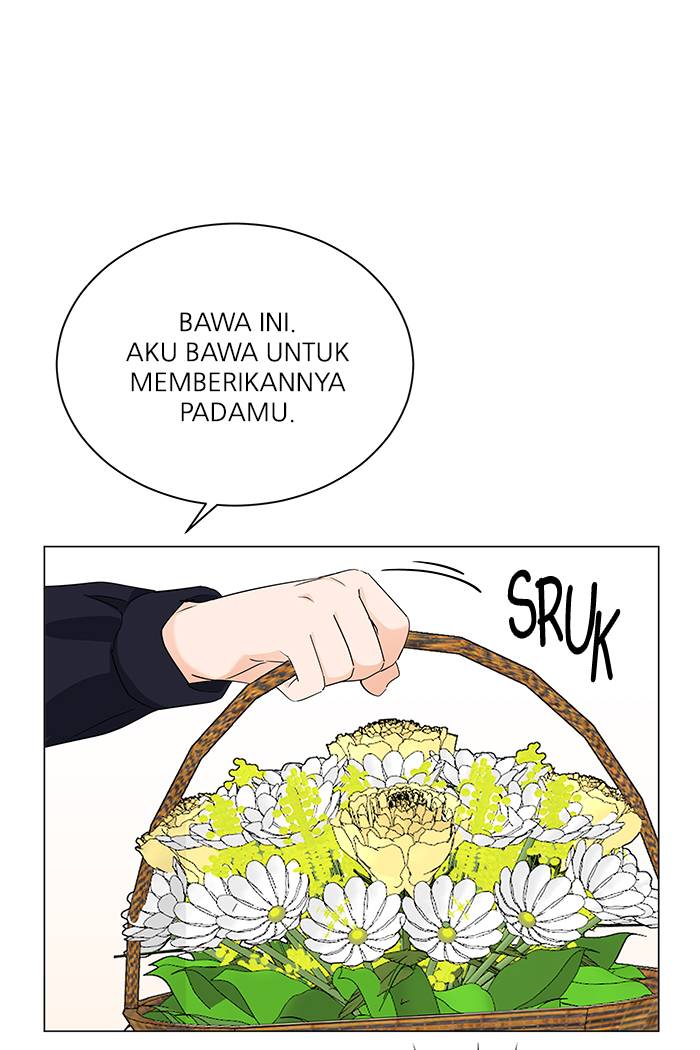 BAWA INI.
AKU BAWA UNTUK
MEMBERIKANNYA
PADAMU.
SRUK